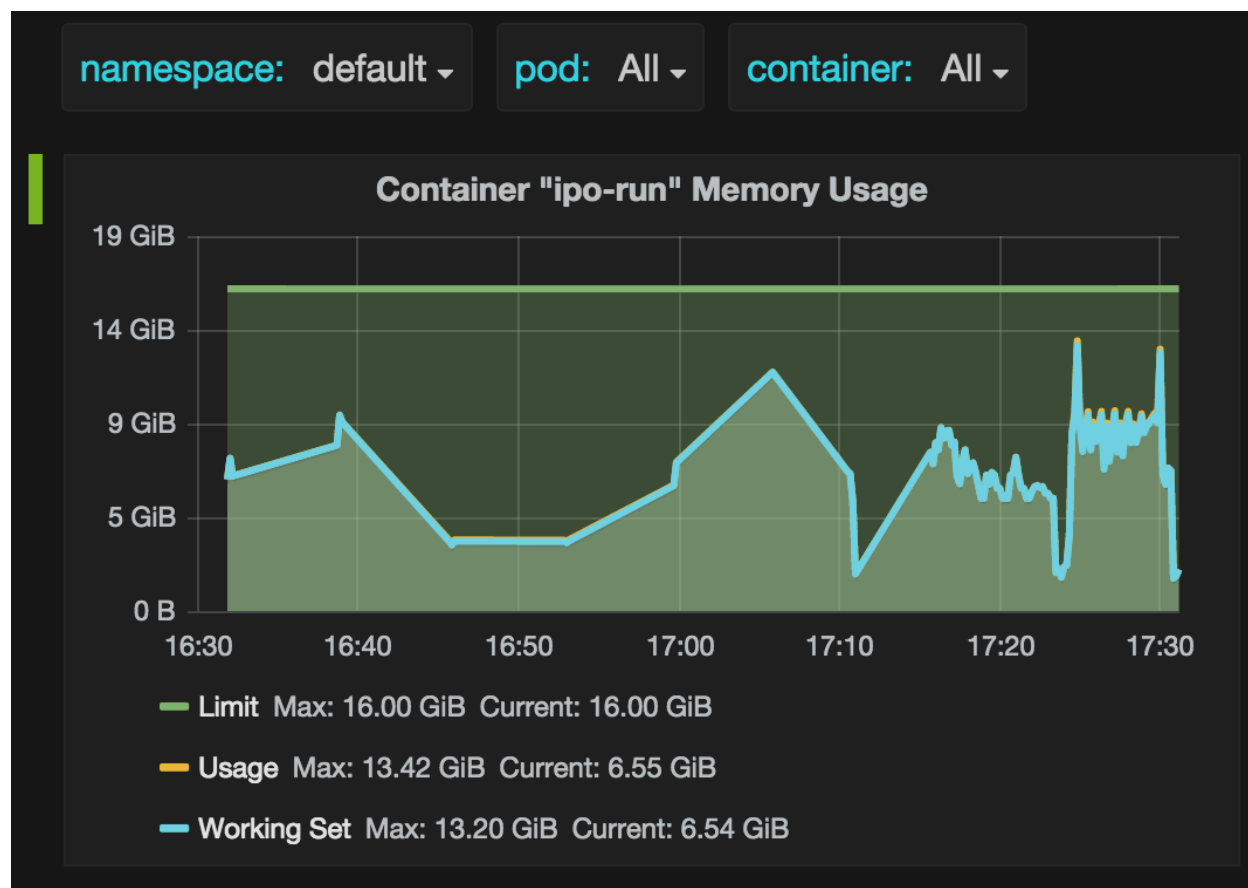 namespace: default pod: All container: All
Container "ipo-run" Memory Usage
19 GiB
14 GiB
9 GiB
5 GiB
0 B
16:30 16:40 16:50 17:00 17:10 17:20 17:30
Limit Max: 16.00 GiB Current: 16.00 GiB
Usage Max: 13.42 GiB Current: 6.55 GiB
Working Set Max: 13.20 GiB Current: 6.54 GiB